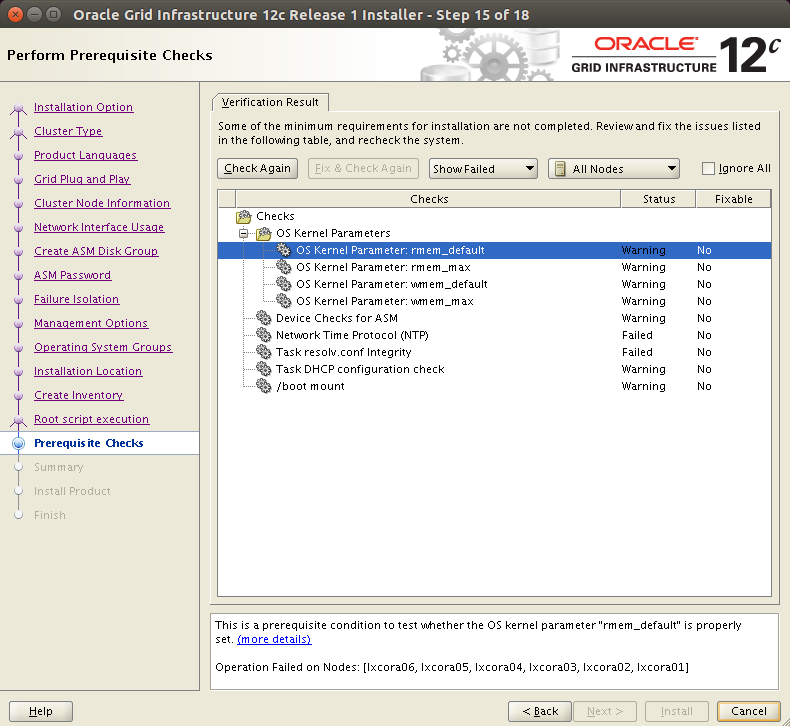 Oracle Grid Infrastructure 12c Release 1 Installer - Step 15 of 18
Perform Prerequisite Checks
ORACLE®
GRID INFRASTRUCTURE
12c
Installation Option
Cluster Type
Product Languages
Grid Plug and Play
Cluster Node Information
Network Interface Usage
Create ASM Disk Group
ASM Password
Failure Isolation
Management Options
Operating System Groups
Installation Location
Create Inventory
Root script execution
Prerequisite Checks
Summary
Install Product
Finish
Verification Result
Some of the minimum requirements for installation are not completed. Review and fix the issues listed
in the following table, and recheck the system.
Check Again Fix & Check Again Show Failed All Nodes Ignore All
Checks Status Fixable
Checks
OS Kernel Parameters
OS Kernel Parameter: rmem_default Warning No
OS Kernel Parameter: rmem_max Warning No
OS Kernel Parameter: wmem_default Warning No
OS Kernel Parameter: wmem_max Warning No
Device Checks for ASM Warning No
Network Time Protocol (NTP) Failed No
Task resolv.conf Integrity Failed No
Task DHCP configuration check Warning No
/boot mount Warning No
This is a prerequisite condition to test whether the OS kernel parameter "rmem_default" is properly
set. (more details)
Operation Failed on Nodes: [lxcora06, lxcora05, lxcora04, lxcora03, lxcora02, lxcora01]
Help < Back Next > Install Cancel